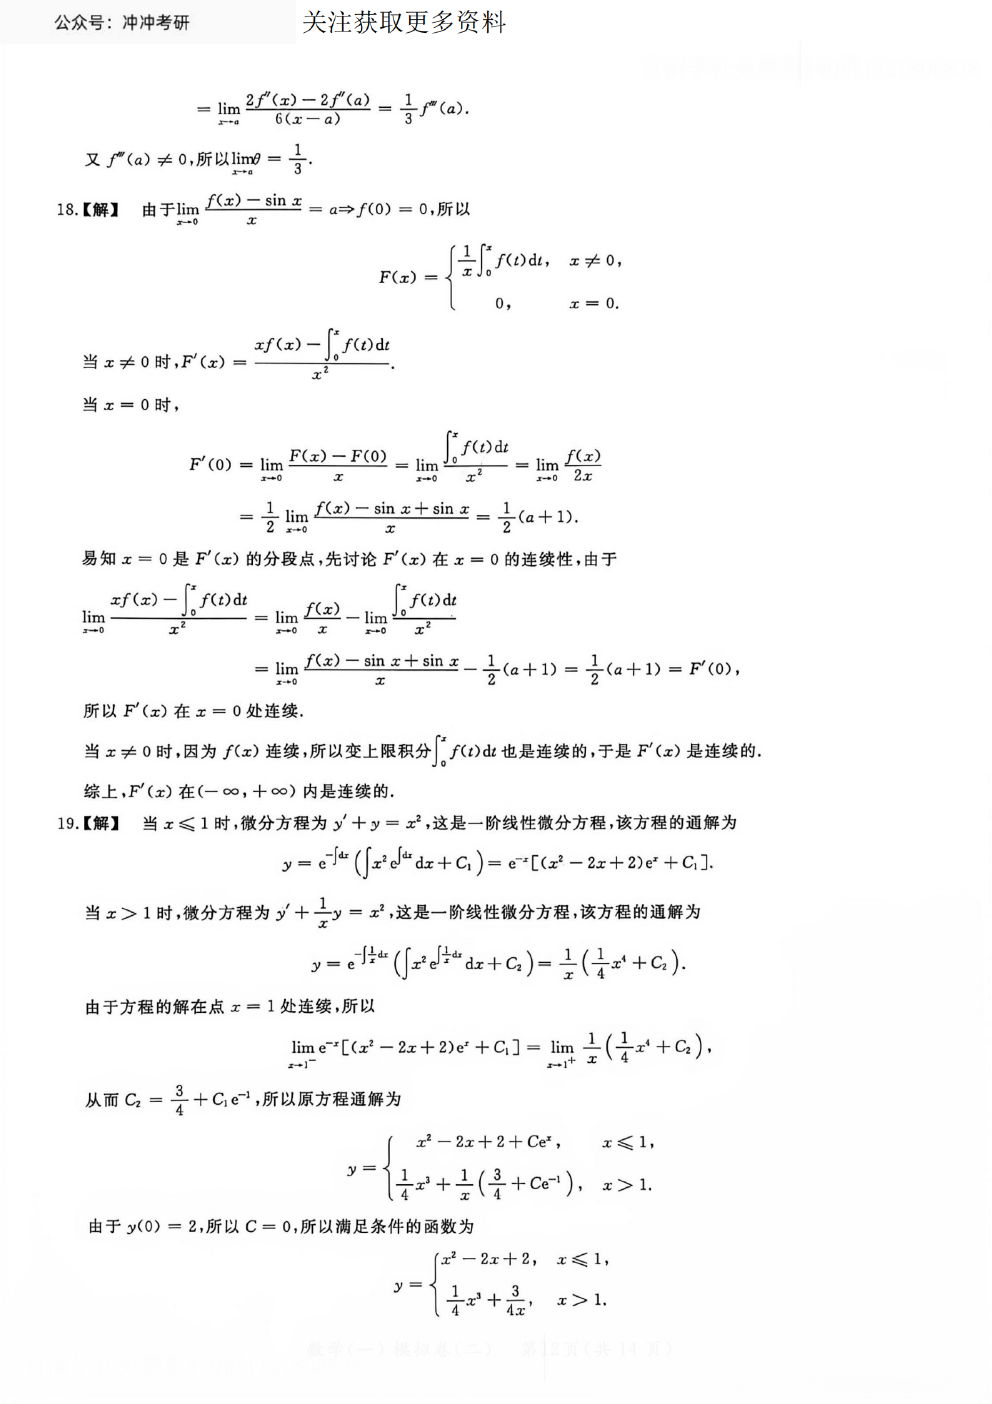 公众号：冲冲考研
关注获取更多资料
= lim_{x→a} (2f″(x) − 2f″(a))/(6(x − a)) = (1/3) f‴(a).
又 f‴(a) ≠ 0,所以 lim_{x→a} θ = 1/3.
18.【解】 由于 lim_{x→0} (f(x) − sin x)/x = a⇒f(0) = 0,所以
F(x) = { (1/x)∫_0^x f(t)dt, x ≠ 0,
0, x = 0.
当 x ≠ 0 时,F′(x) = (xf(x) − ∫_0^x f(t)dt)/x².
当 x = 0 时,
F′(0) = lim_{x→0} (F(x) − F(0))/x = lim_{x→0} (∫_0^x f(t)dt)/x² = lim_{x→0} f(x)/(2x)
= (1/2) lim_{x→0} (f(x) − sin x + sin x)/x = (1/2)(a + 1).
易知 x = 0 是 F′(x) 的分段点,先讨论 F′(x) 在 x = 0 的连续性,由于
lim_{x→0} (xf(x) − ∫_0^x f(t)dt)/x² = lim_{x→0} f(x)/x − lim_{x→0} (∫_0^x f(t)dt)/x²
= lim_{x→0} (f(x) − sin x + sin x)/x − (1/2)(a + 1) = (1/2)(a + 1) = F′(0),
所以 F′(x) 在 x = 0 处连续.
当 x ≠ 0 时,因为 f(x) 连续,所以变上限积分 ∫_0^x f(t)dt 也是连续的,于是 F′(x) 是连续的.
综上,F′(x) 在(−∞, +∞) 内是连续的.
19.【解】 当 x ⩽ 1 时,微分方程为 y′ + y = x²,这是一阶线性微分方程,该方程的通解为
y = e^{−∫dx} (∫x² e^{∫dx} dx + C₁) = e^{−x}[(x² − 2x + 2)e^x + C₁].
当 x > 1 时,微分方程为 y′ + (1/x)y = x²,这是一阶线性微分方程,该方程的通解为
y = e^{−∫(1/x)dx} (∫x² e^{∫(1/x)dx} dx + C₂) = (1/x)((1/4)x⁴ + C₂).
由于方程的解在点 x = 1 处连续,所以
lim_{x→1⁻} e^{−x}[(x² − 2x + 2)e^x + C₁] = lim_{x→1⁺} (1/x)((1/4)x⁴ + C₂),
从而 C₂ = 3/4 + C₁e^{−1},所以原方程通解为
y = { x² − 2x + 2 + Ce^x, x ⩽ 1,
(1/4)x³ + (1/x)(3/4 + Ce^{−1}), x > 1.
由于 y(0) = 2,所以 C = 0,所以满足条件的函数为
y = { x² − 2x + 2, x ⩽ 1,
(1/4)x³ + 3/(4x), x > 1.
数学(一) 模拟卷(二) 第12页(共14页)